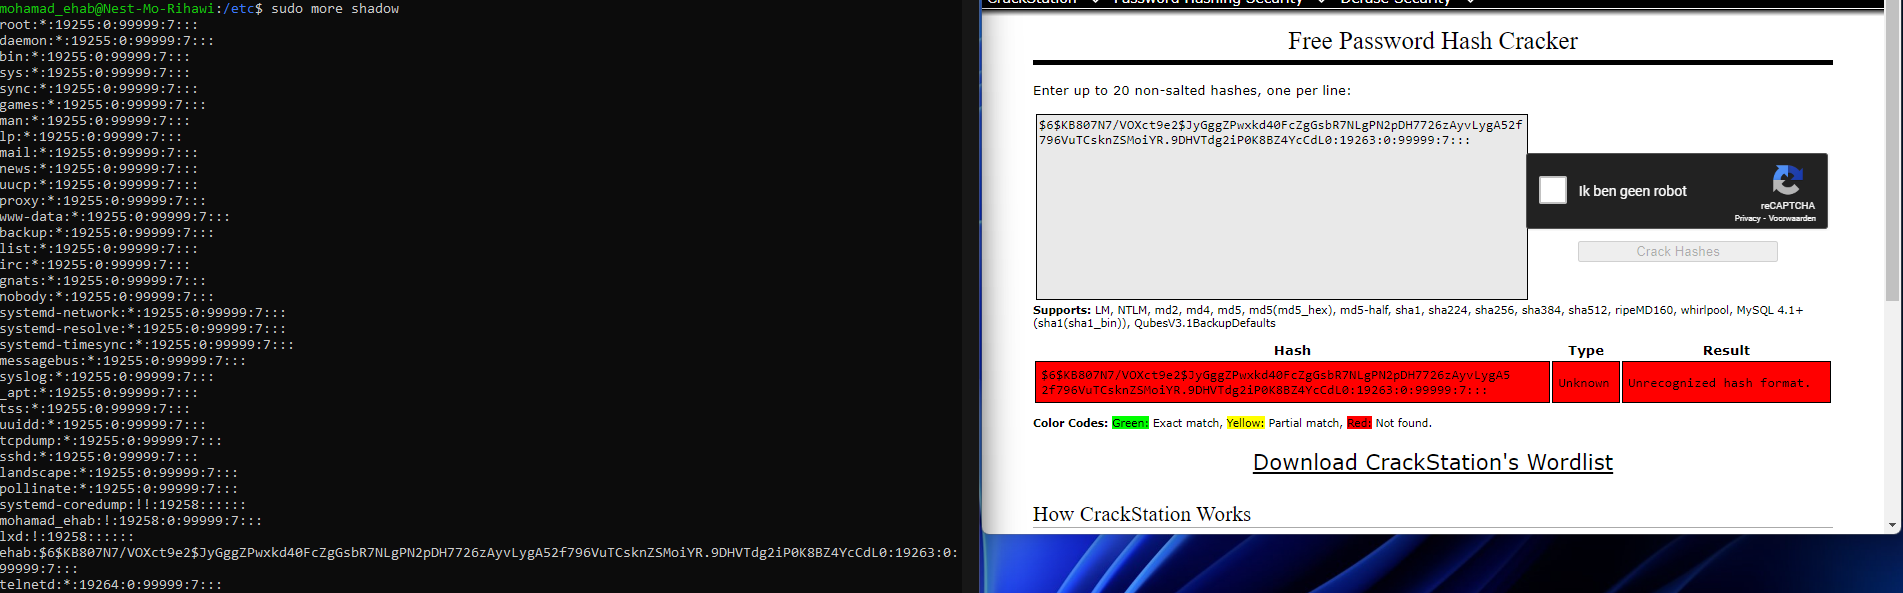 mohamad_ehab@Nest-Mo-Rihawi:/etc$ sudo more shadow
root:*:19255:0:99999:7:::
daemon:*:19255:0:99999:7:::
bin:*:19255:0:99999:7:::
sys:*:19255:0:99999:7:::
sync:*:19255:0:99999:7:::
games:*:19255:0:99999:7:::
man:*:19255:0:99999:7:::
lp:*:19255:0:99999:7:::
mail:*:19255:0:99999:7:::
news:*:19255:0:99999:7:::
uucp:*:19255:0:99999:7:::
proxy:*:19255:0:99999:7:::
www-data:*:19255:0:99999:7:::
backup:*:19255:0:99999:7:::
list:*:19255:0:99999:7:::
irc:*:19255:0:99999:7:::
gnats:*:19255:0:99999:7:::
nobody:*:19255:0:99999:7:::
systemd-network:*:19255:0:99999:7:::
systemd-resolve:*:19255:0:99999:7:::
systemd-timesync:*:19255:0:99999:7:::
messagebus:*:19255:0:99999:7:::
syslog:*:19255:0:99999:7:::
_apt:*:19255:0:99999:7:::
tss:*:19255:0:99999:7:::
uuidd:*:19255:0:99999:7:::
tcpdump:*:19255:0:99999:7:::
sshd:*:19255:0:99999:7:::
landscape:*:19255:0:99999:7:::
pollinate:*:19255:0:99999:7:::
systemd-coredump:!!:19258::::::
mohamad_ehab:!:19258:0:99999:7:::
lxd:!:19258::::::
ehab:$6$KB807N7/VOXct9e2$JyGggZPwxkd40FcZgGsbR7NLgPN2pDH7726zAyvLygA52f796VuTCsknZSMoiYR.9DHVTdg2iP0K8BZ4YcCdL0:19263:0:
99999:7:::
telnetd:*:19264:0:99999:7:::
CrackStation Password Hashing Security Defuse Security
Free Password Hash Cracker
Enter up to 20 non-salted hashes, one per line:
$6$KB807N7/VOXct9e2$JyGggZPwxkd40FcZgGsbR7NLgPN2pDH7726zAyvLygA52f
796VuTCsknZSMoiYR.9DHVTdg2iP0K8BZ4YcCdL0:19263:0:99999:7:::
Ik ben geen robot
reCAPTCHA
Privacy - Voorwaarden
Crack Hashes
Supports: LM, NTLM, md2, md4, md5, md5(md5_hex), md5-half, sha1, sha224, sha256, sha384, sha512, ripeMD160, whirlpool, MySQL 4.1+
(sha1(sha1_bin)), QubesV3.1BackupDefaults
Hash Type Result
$6$KB807N7/VOXct9e2$JyGggZPwxkd40FcZgGsbR7NLgPN2pDH7726zAyvLygA5
2f796VuTCsknZSMoiYR.9DHVTdg2iP0K8BZ4YcCdL0:19263:0:99999:7:::
Unknown
Unrecognized hash format.
Color Codes: Green: Exact match, Yellow: Partial match, Red: Not found.
Download CrackStation's Wordlist
How CrackStation Works